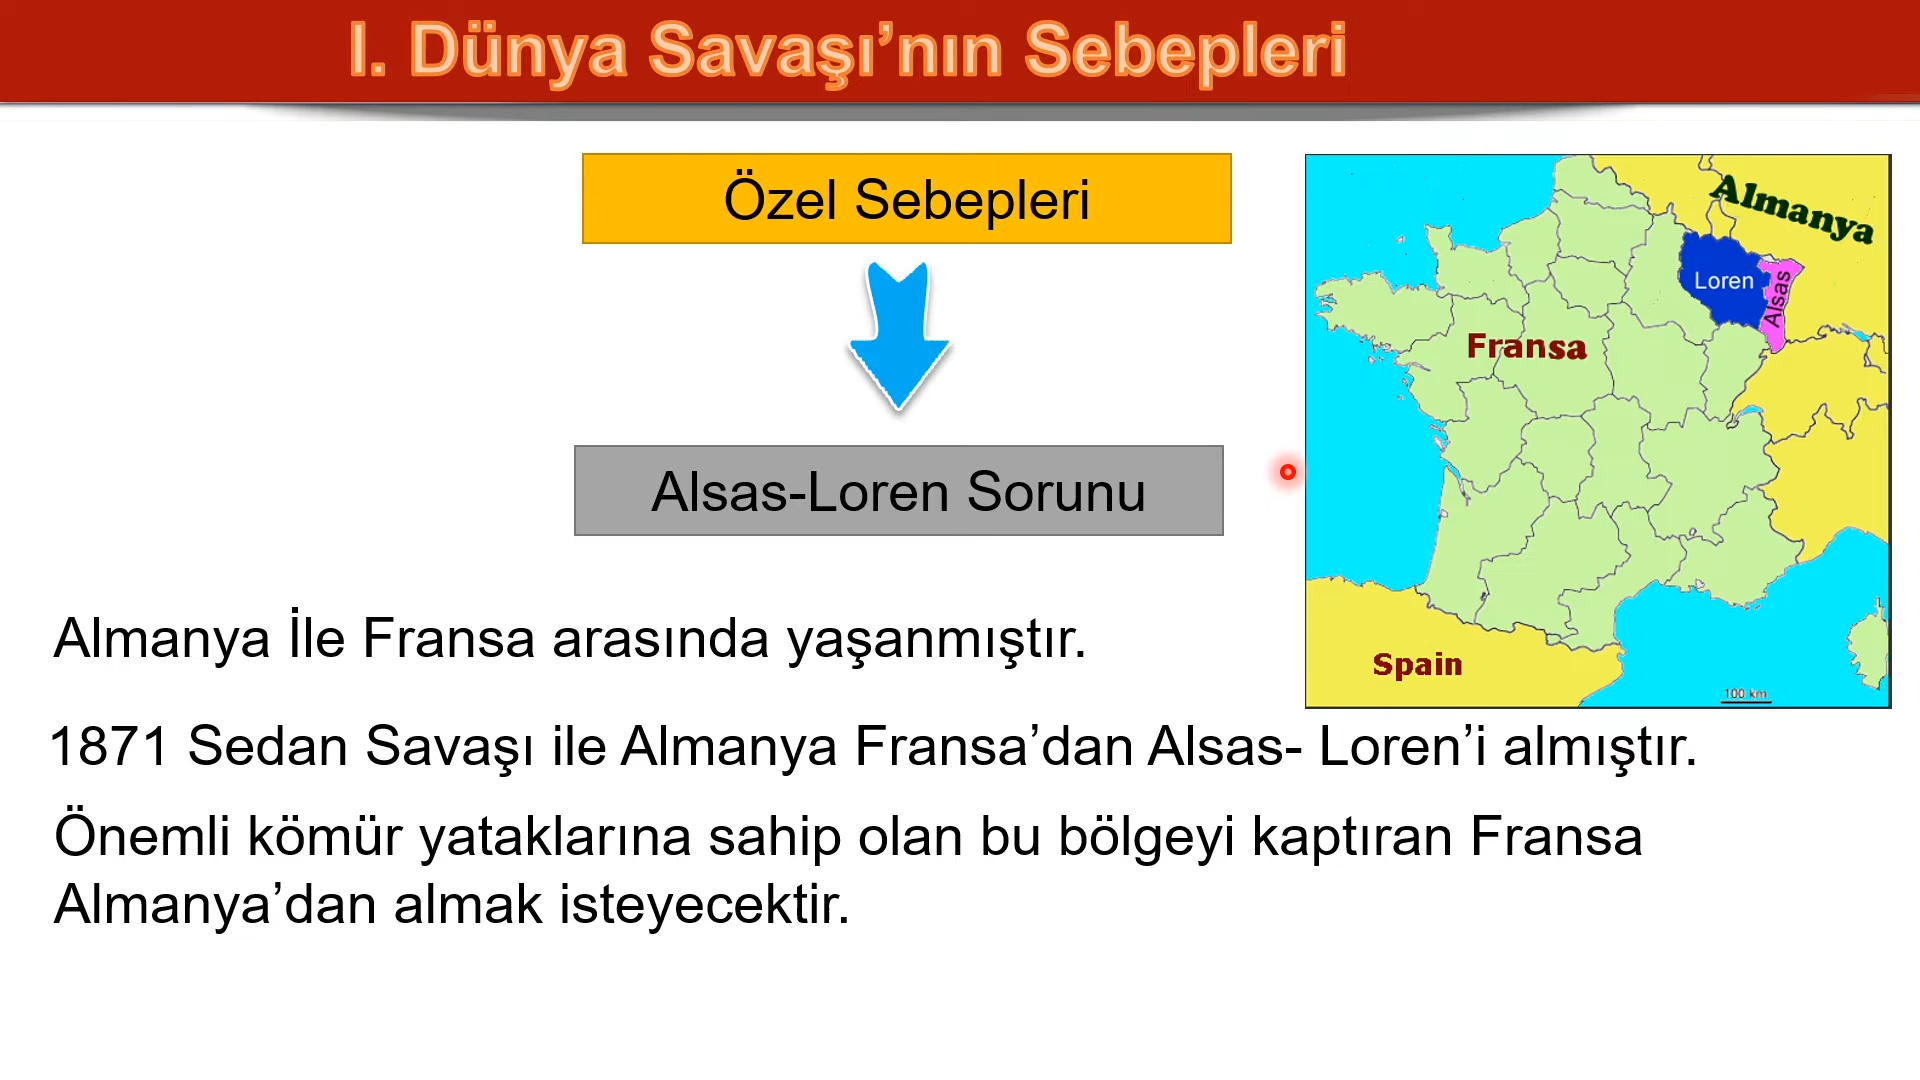 I. Dünya Savaşı’nın Sebepleri
Özel Sebepleri
Alsas-Loren Sorunu
Almanya
Loren
Alsas
Fransa
Spain
100 km
Almanya İle Fransa arasında yaşanmıştır.
1871 Sedan Savaşı ile Almanya Fransa’dan Alsas- Loren’i almıştır.
Önemli kömür yataklarına sahip olan bu bölgeyi kaptıran Fransa
Almanya’dan almak isteyecektir.